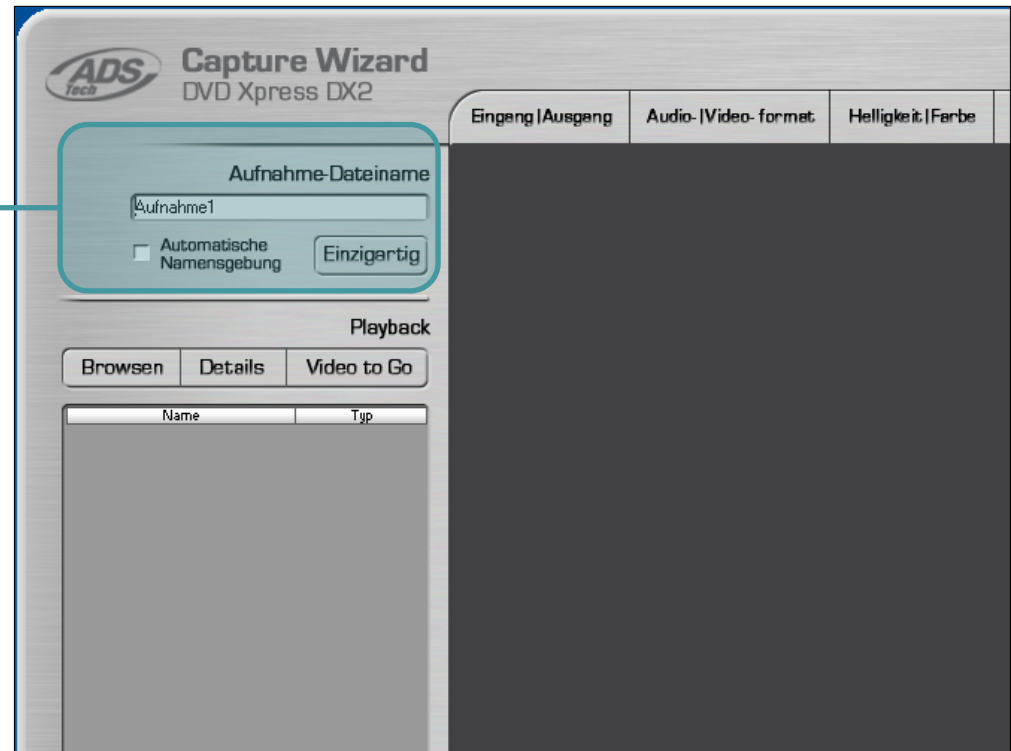 ADS
Tech
Capture Wizard
DVD Xpress DX2
Eingang|Ausgang
Audio-|Video-format
Helligkeit|Farbe
Aufnahme-Dateiname
Aufnahme1
Automatische
Namensgebung
Einzigartig
Playback
Browsen
Details
Video to Go
Name
Typ